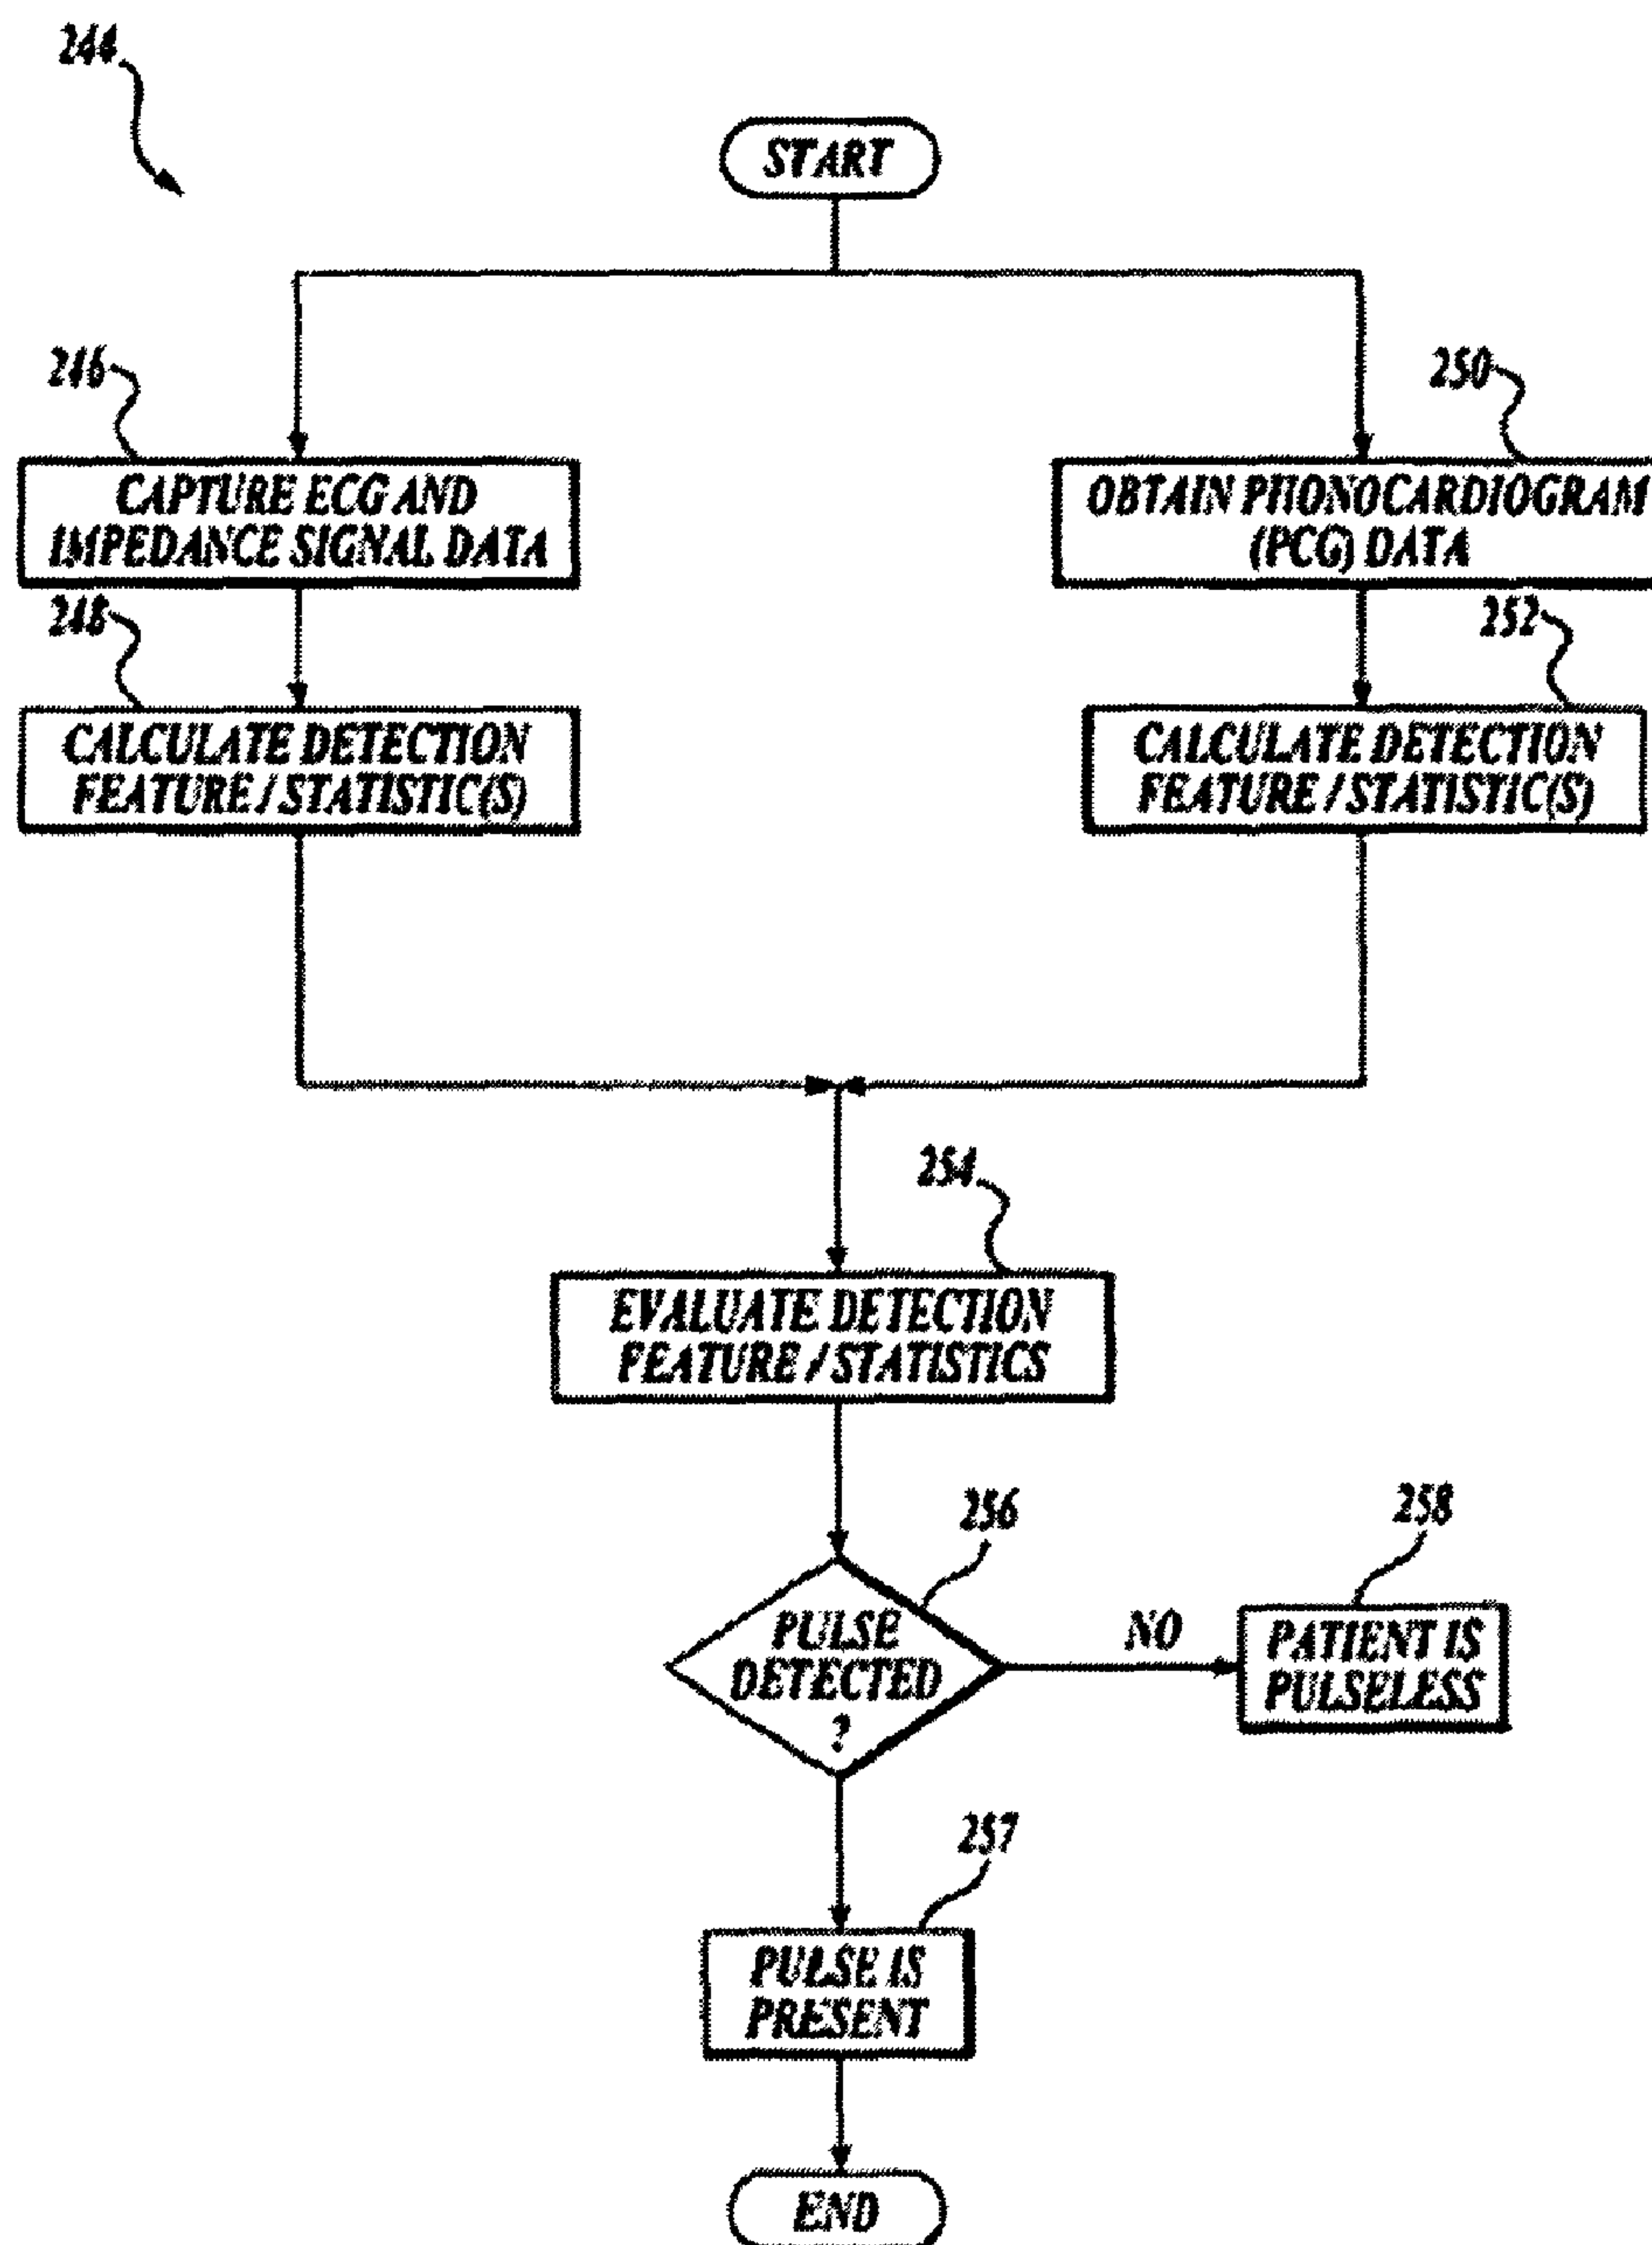 244
START
246
250
CAPTURE ECG AND
IMPEDANCE SIGNAL DATA
OBTAIN PHONOCARDIOGRAM
(PCG) DATA
248
252
CALCULATE DETECTION
FEATURE / STATISTIC(S)
CALCULATE DETECTION
FEATURE / STATISTIC(S)
254
EVALUATE DETECTION
FEATURE / STATISTICS
256
258
PULSE
DETECTED
?
NO
PATIENT IS
PULSELESS
257
PULSE IS
PRESENT
END